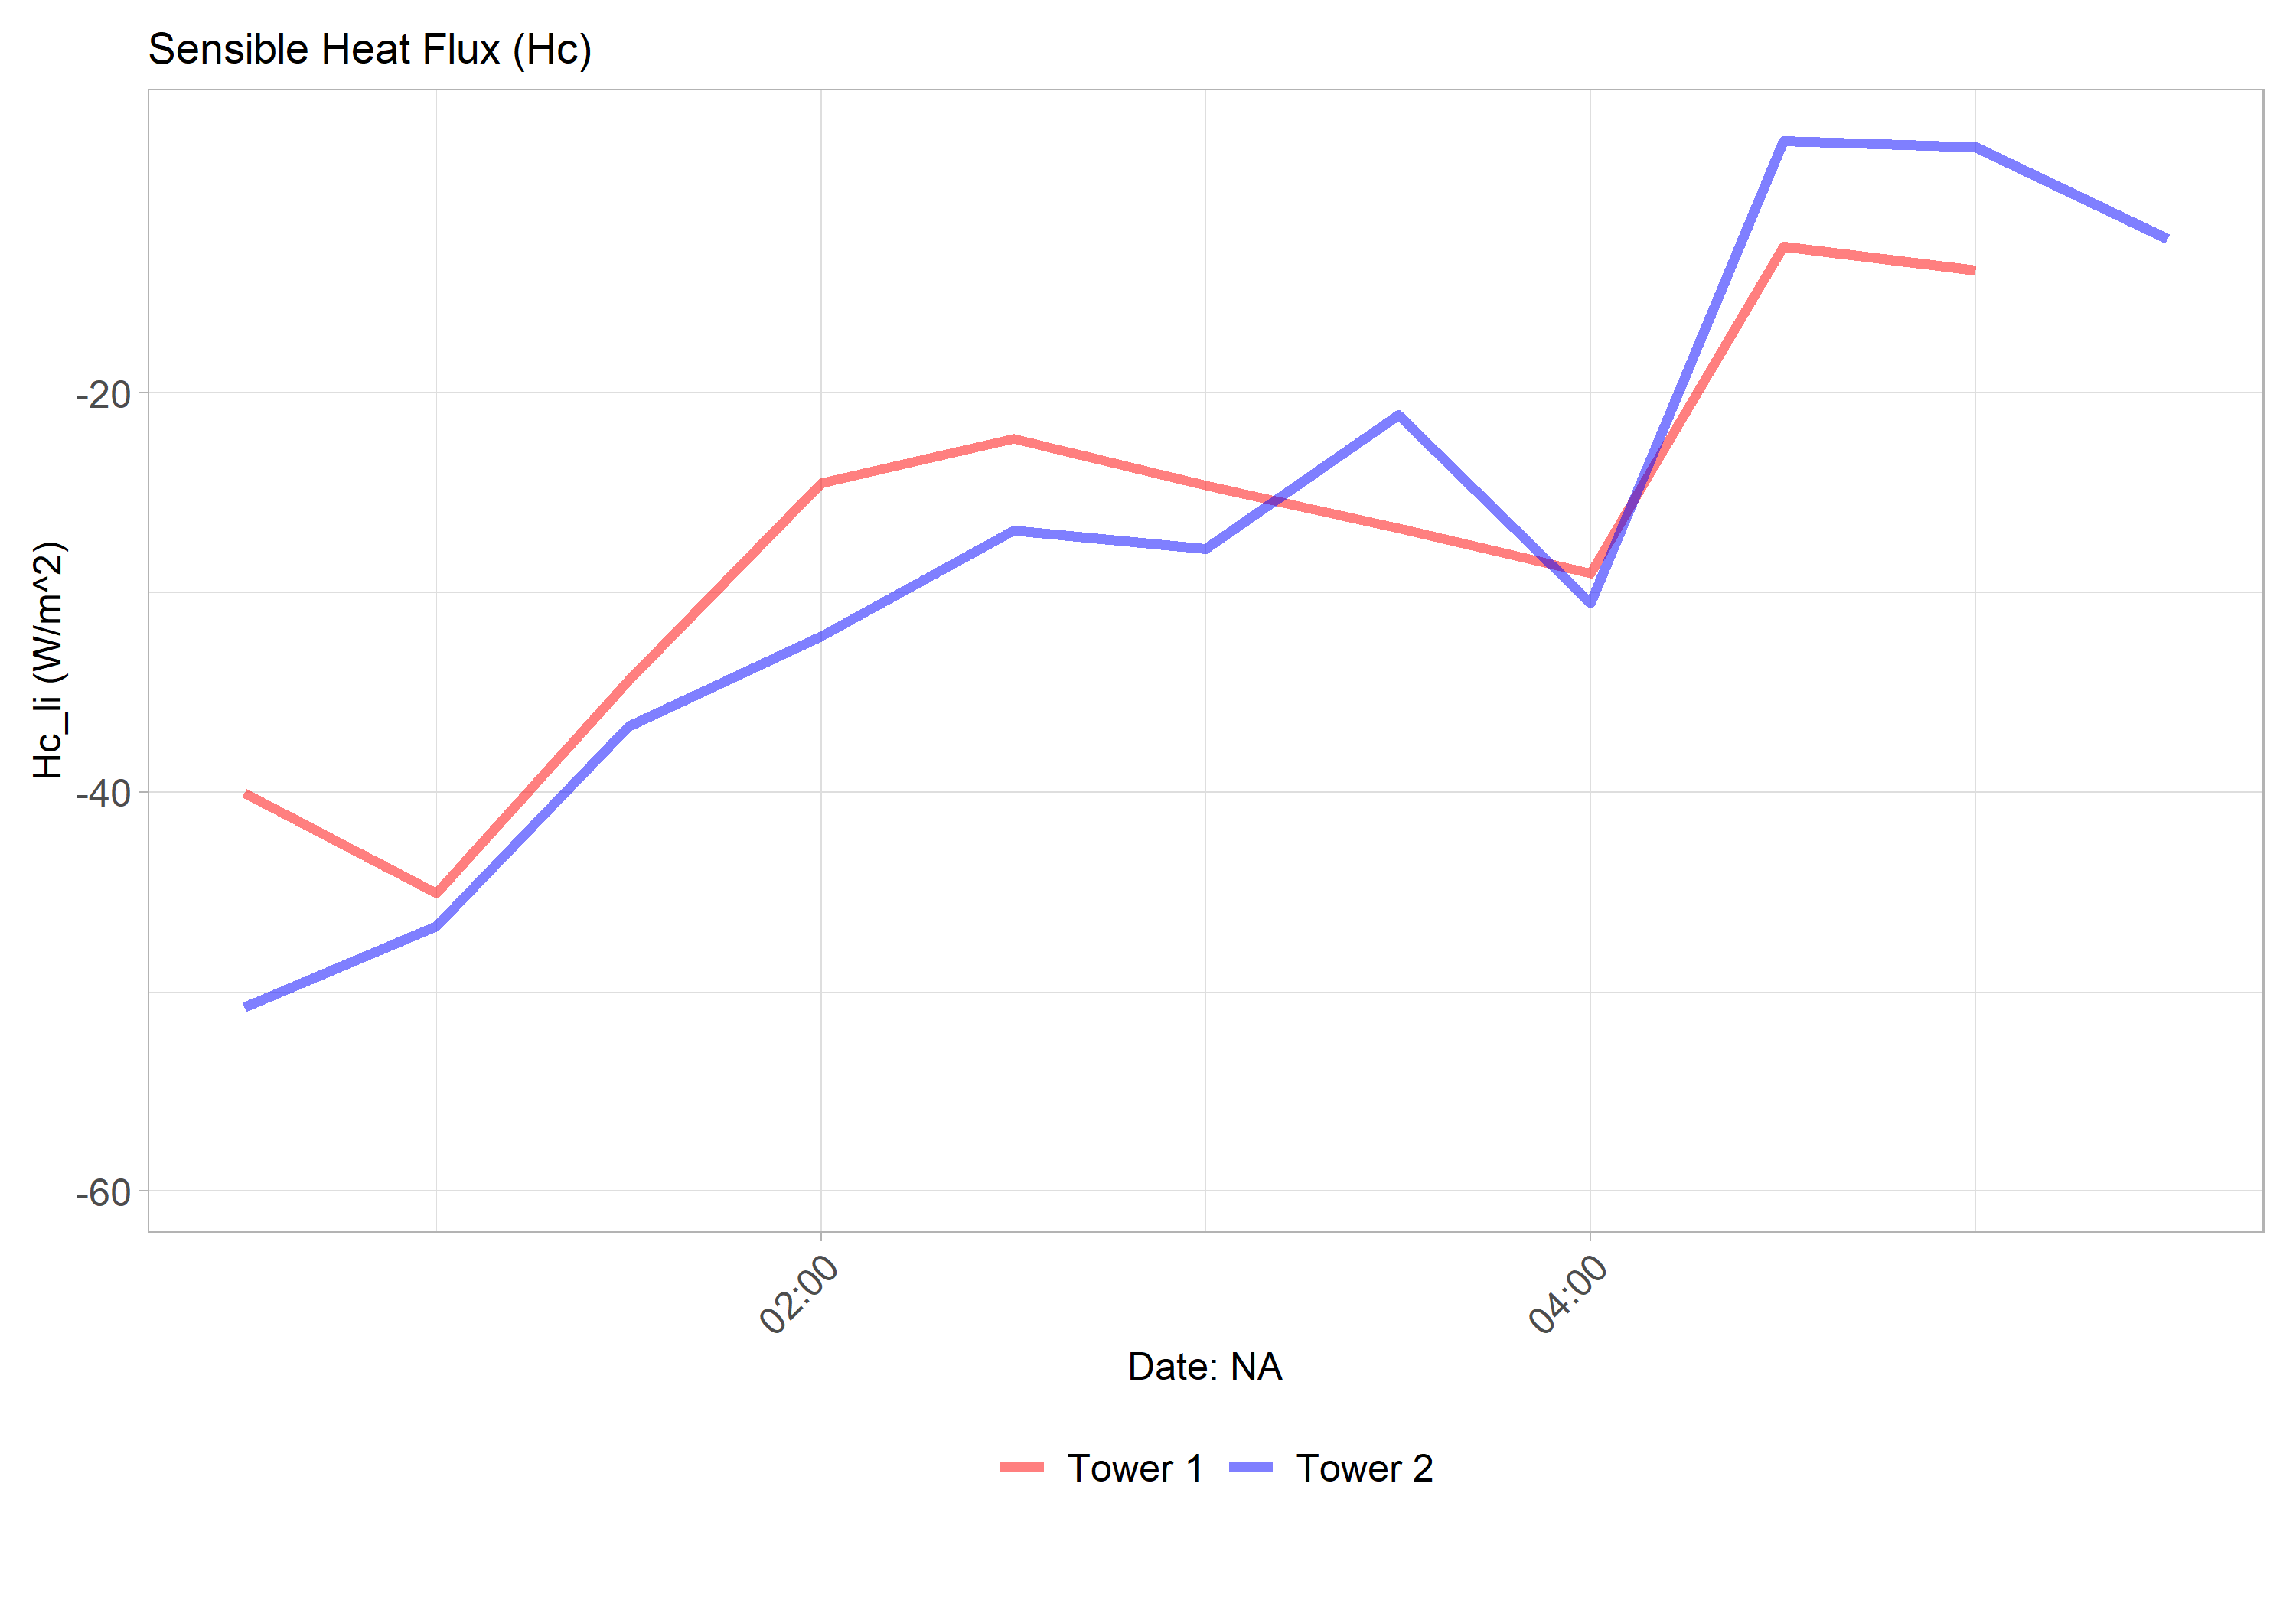 Sensible Heat Flux (Hc)
Hc_li (W/m^2)
-20
-40
-60
02:00
04:00
Date: NA
Tower 1
Tower 2